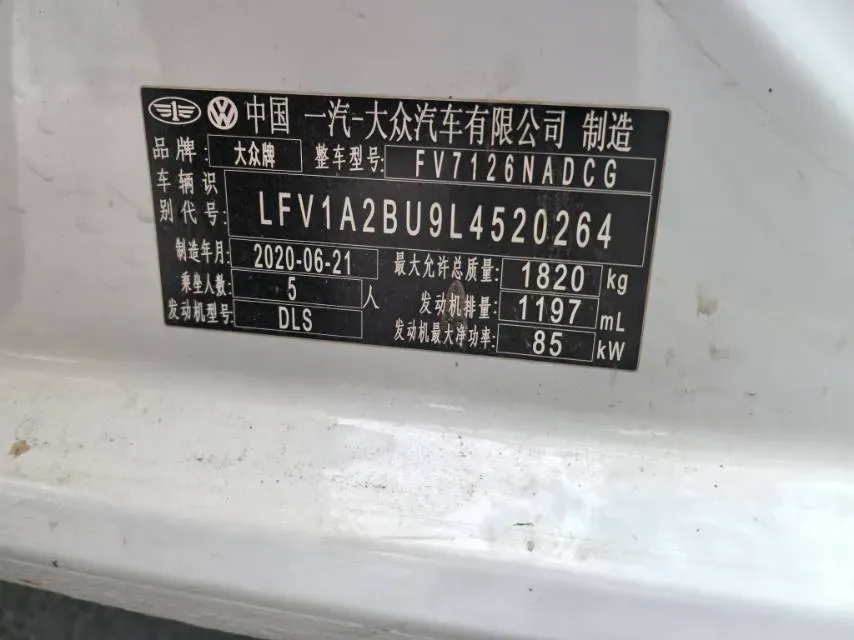 中国 一汽-大众汽车有限公司 制造
品牌: 大众牌 整车型号: FV7126NADCG
车辆识别代号: LFV1A2BU9L4520264
制造年月: 2020-06-21 最大允许总质量: 1820 kg
乘坐人数: 5 人 发动机排量: 1197 mL
发动机型号: DLS 发动机最大净功率: 85 kW